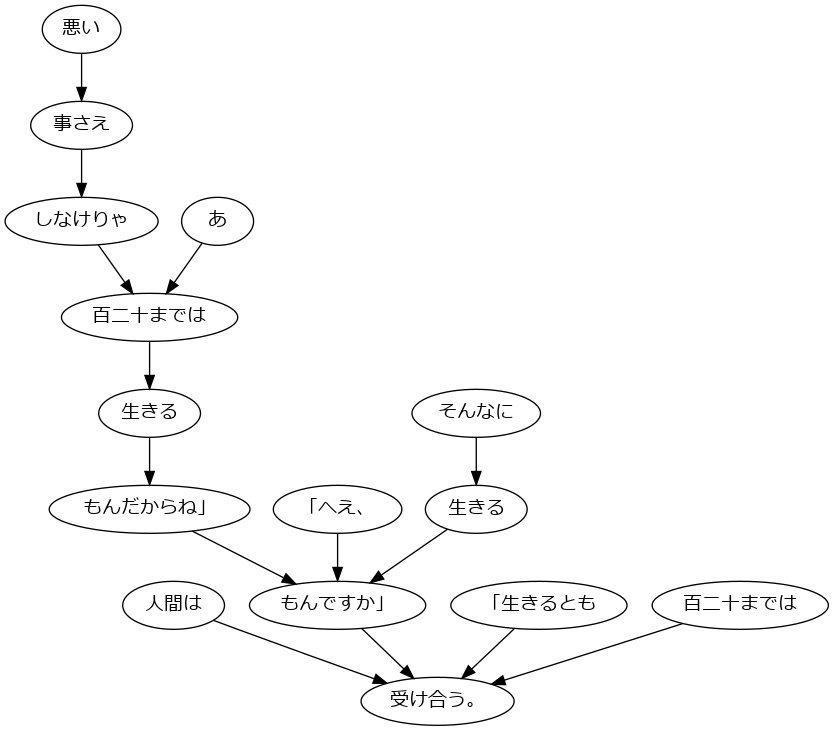 悪い
事さえ
しなけりゃ
あ
百二十までは
生きる
そんなに
もんだからね」
「へえ、
生きる
人間は
もんですか」
「生きるとも
百二十までは
受け合う。